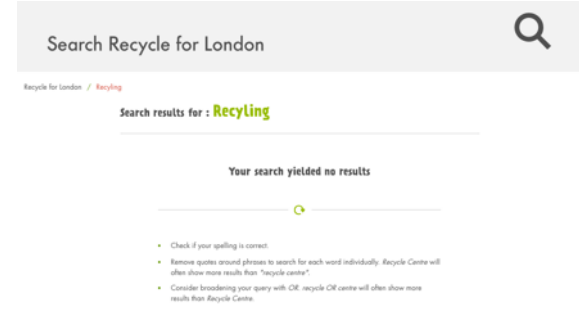 Search Recycle for London
Recycle for London / Recyling
Search results for : Recyling
Your search yielded no results
Check if your spelling is correct.
Remove quotes around phrases to search for each word individually. Recycle Centre will
often show more results than "recycle centre".
Consider broadening your query with OR. recycle OR centre will often show more
results than Recycle Centre.